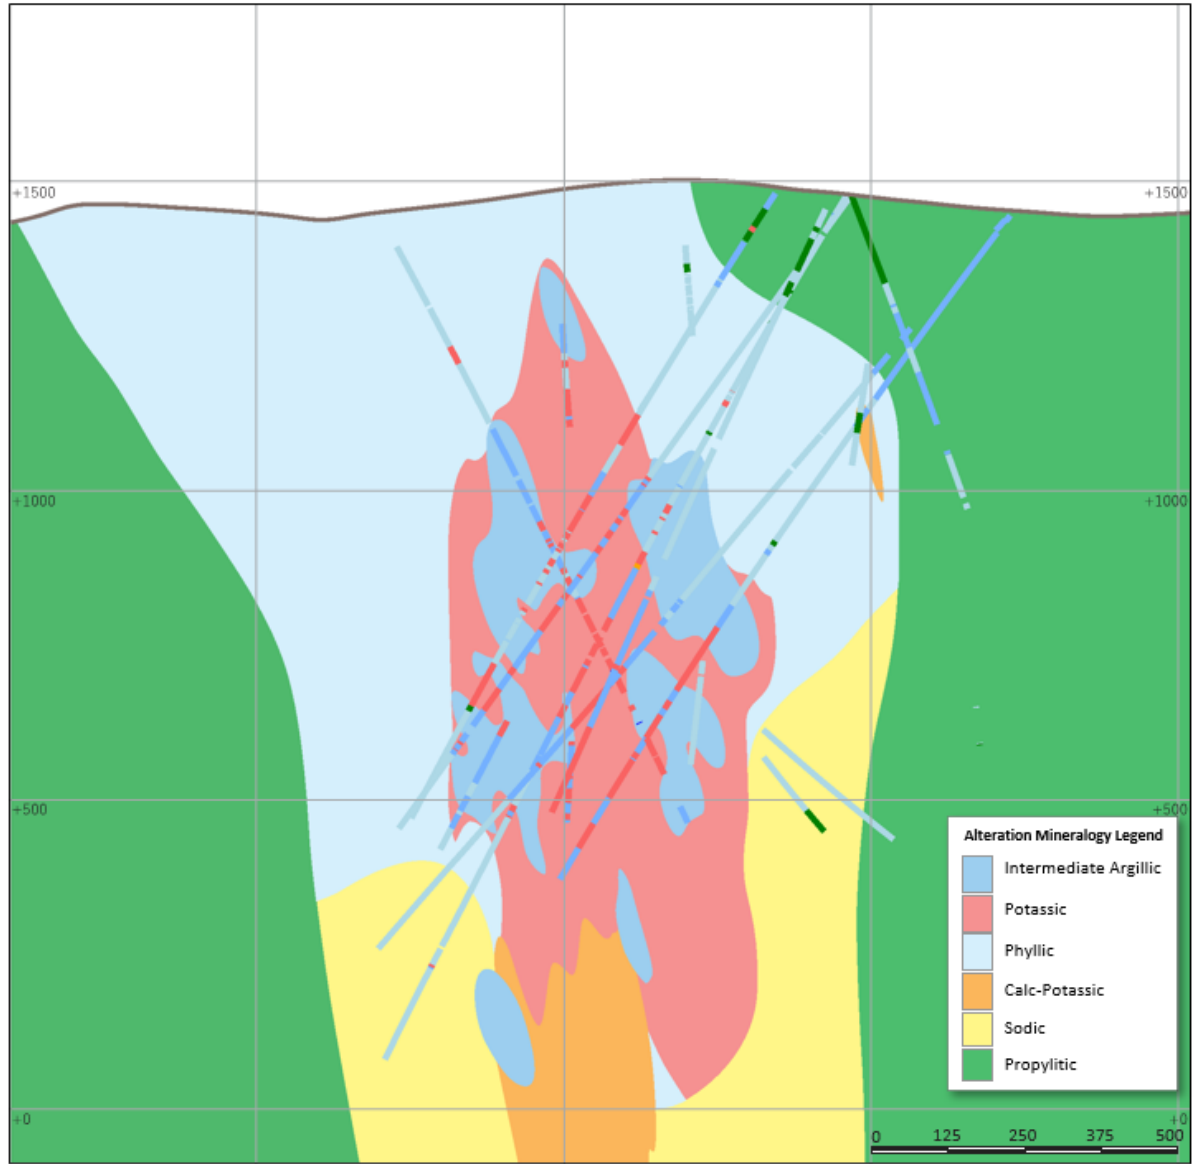 +1500 +1500
+1000 +1000
+500 +500
Alteration Mineralogy Legend
Intermediate Argillic
Potassic
Phyllic
Calc-Potassic
Sodic
Propylitic
+0 +0
0 125 250 375 500